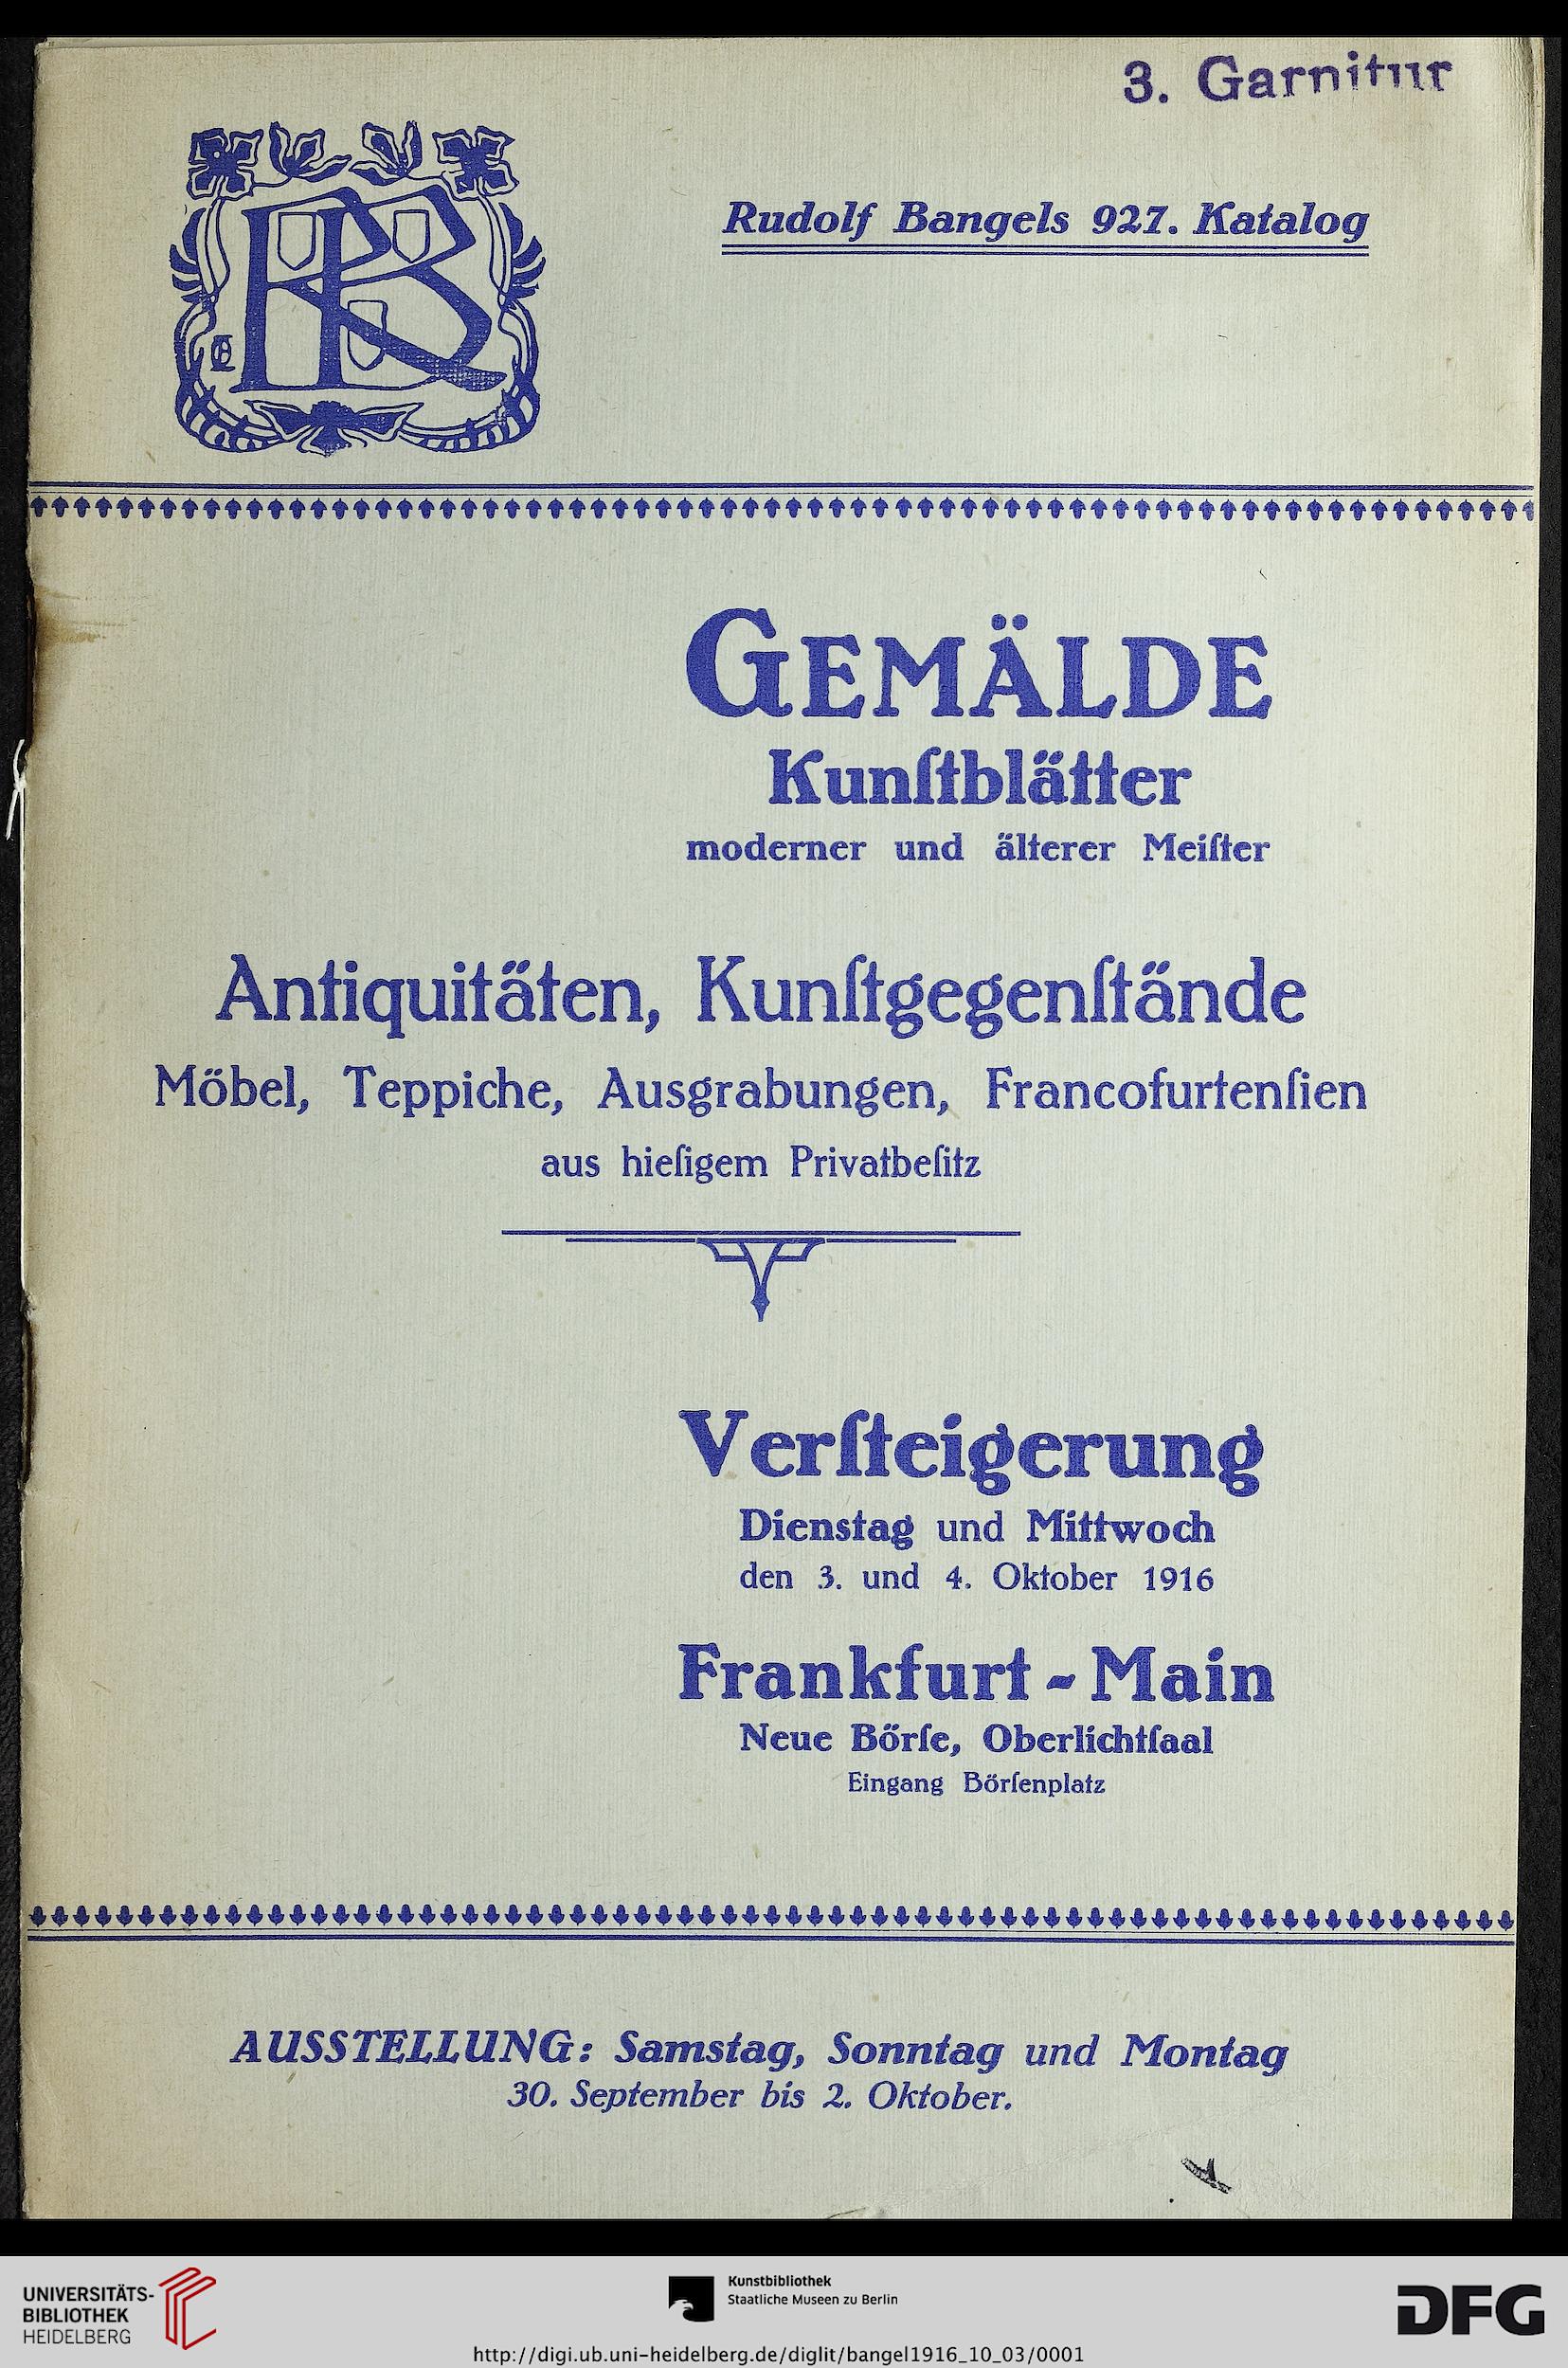 3. Garnitur
RB
E
Rudolf Bangels 927. Katalog
GEMÄLDE
Kunſtblätter
moderner und älterer Meiſter
Antiquitäten, Kunſtgegenſtände
Möbel, Teppiche, Ausgrabungen, Francofurtenſien
aus hieſigem Privatbeſitz
Verſteigerung
Dienstag und Mittwoch
den 3. und 4. Oktober 1916
Frankfurt-Main
Neue Börſe, Oberlichtſaal
Eingang Börſenplatz
AUSSTELLUNG: Samstag, Sonntag und Montag
30. September bis 2. Oktober.
UNIVERSITÄTS-
BIBLIOTHEK
HEIDELBERG
Kunstbibliothek
Staatliche Museen zu Berlin
http://digi.ub.uni-heidelberg.de/diglit/bangel1916_10_03/0001
DFG